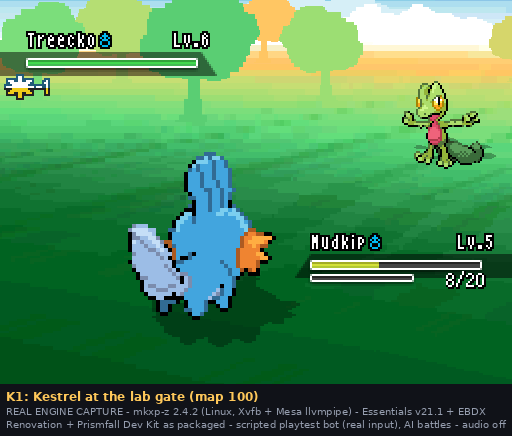 Treecko Lv.6
-1
Mudkip Lv.5
8/20
K1: Kestrel at the lab gate (map 100)
REAL ENGINE CAPTURE - mkxp-z 2.4.2 (Linux, Xvfb + Mesa llvmpipe) - Essentials v21.1 + EBDX
Renovation + Prismfall Dev Kit as packaged - scripted playtest bot (real input), AI battles - audio off